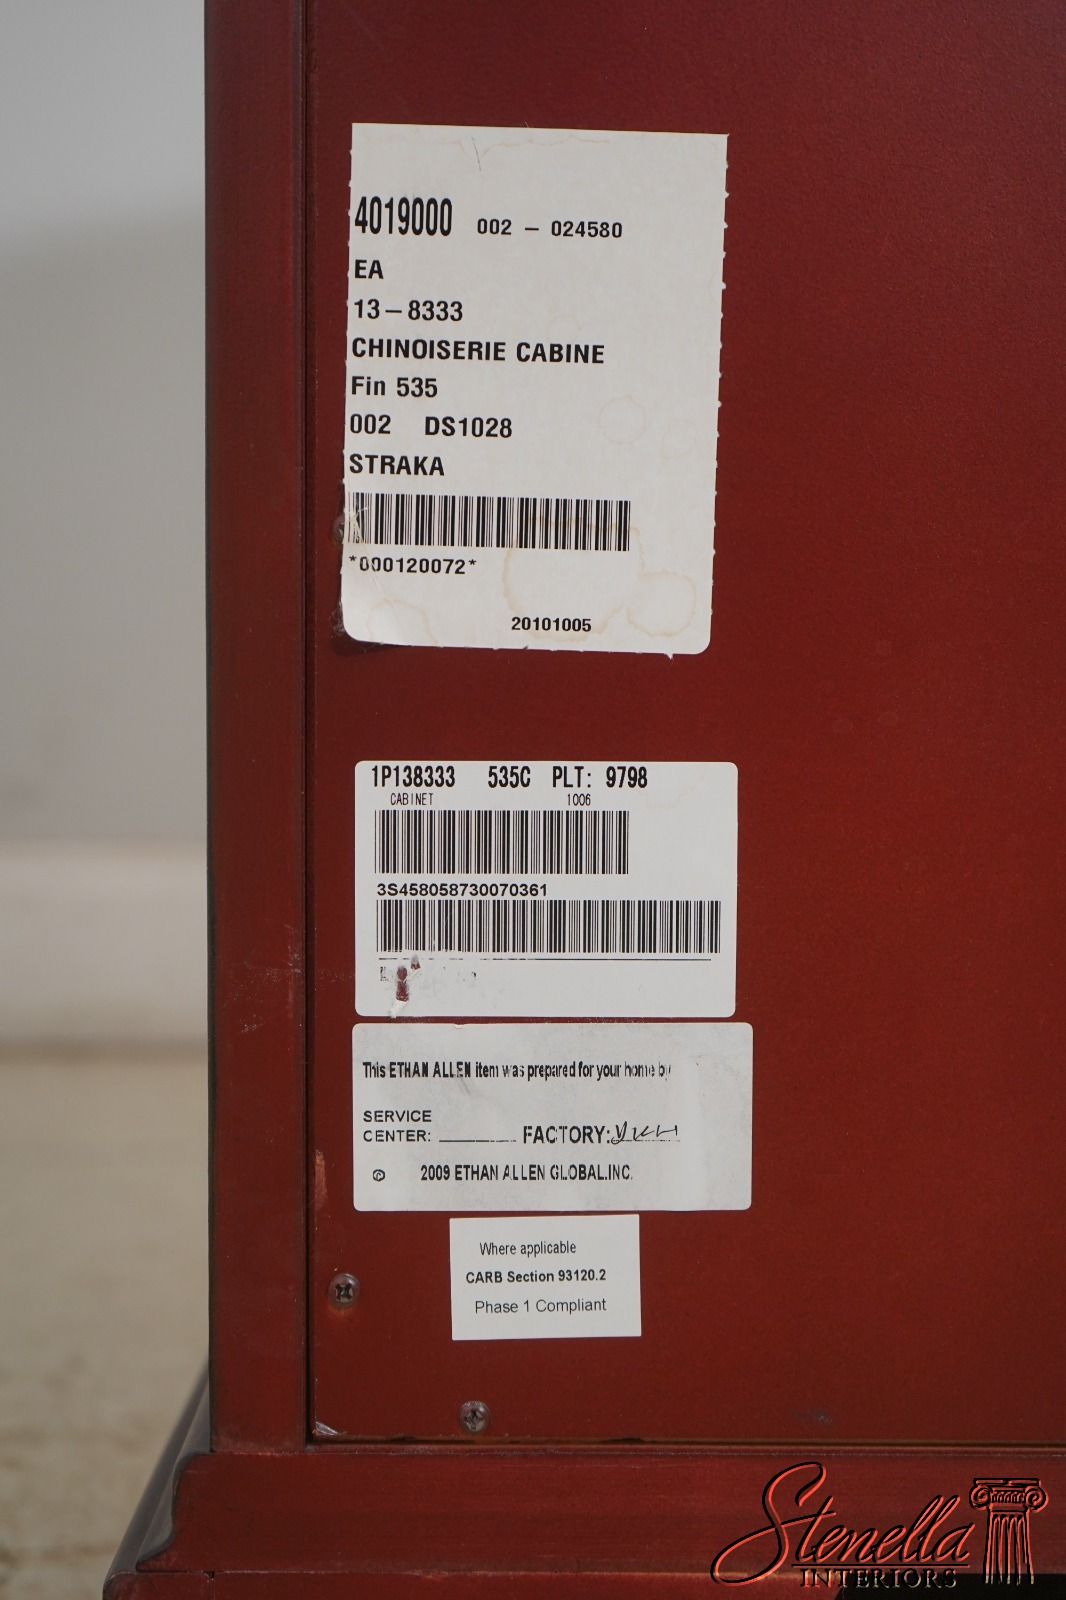 4019000 002 – 024580
EA
13–8333
CHINOISERIE CABINE
Fin 535
002 DS1028
STRAKA
*000120072*
20101005
1P138333 535C PLT: 9798
CABINET 1006
3S458058730070361
This ETHAN ALLEN item was prepared for your home by
SERVICE
CENTER: ________ FACTORY:
© 2009 ETHAN ALLEN GLOBAL.INC.
Where applicable
CARB Section 93120.2
Phase 1 Compliant
Stenella
INTERIORS